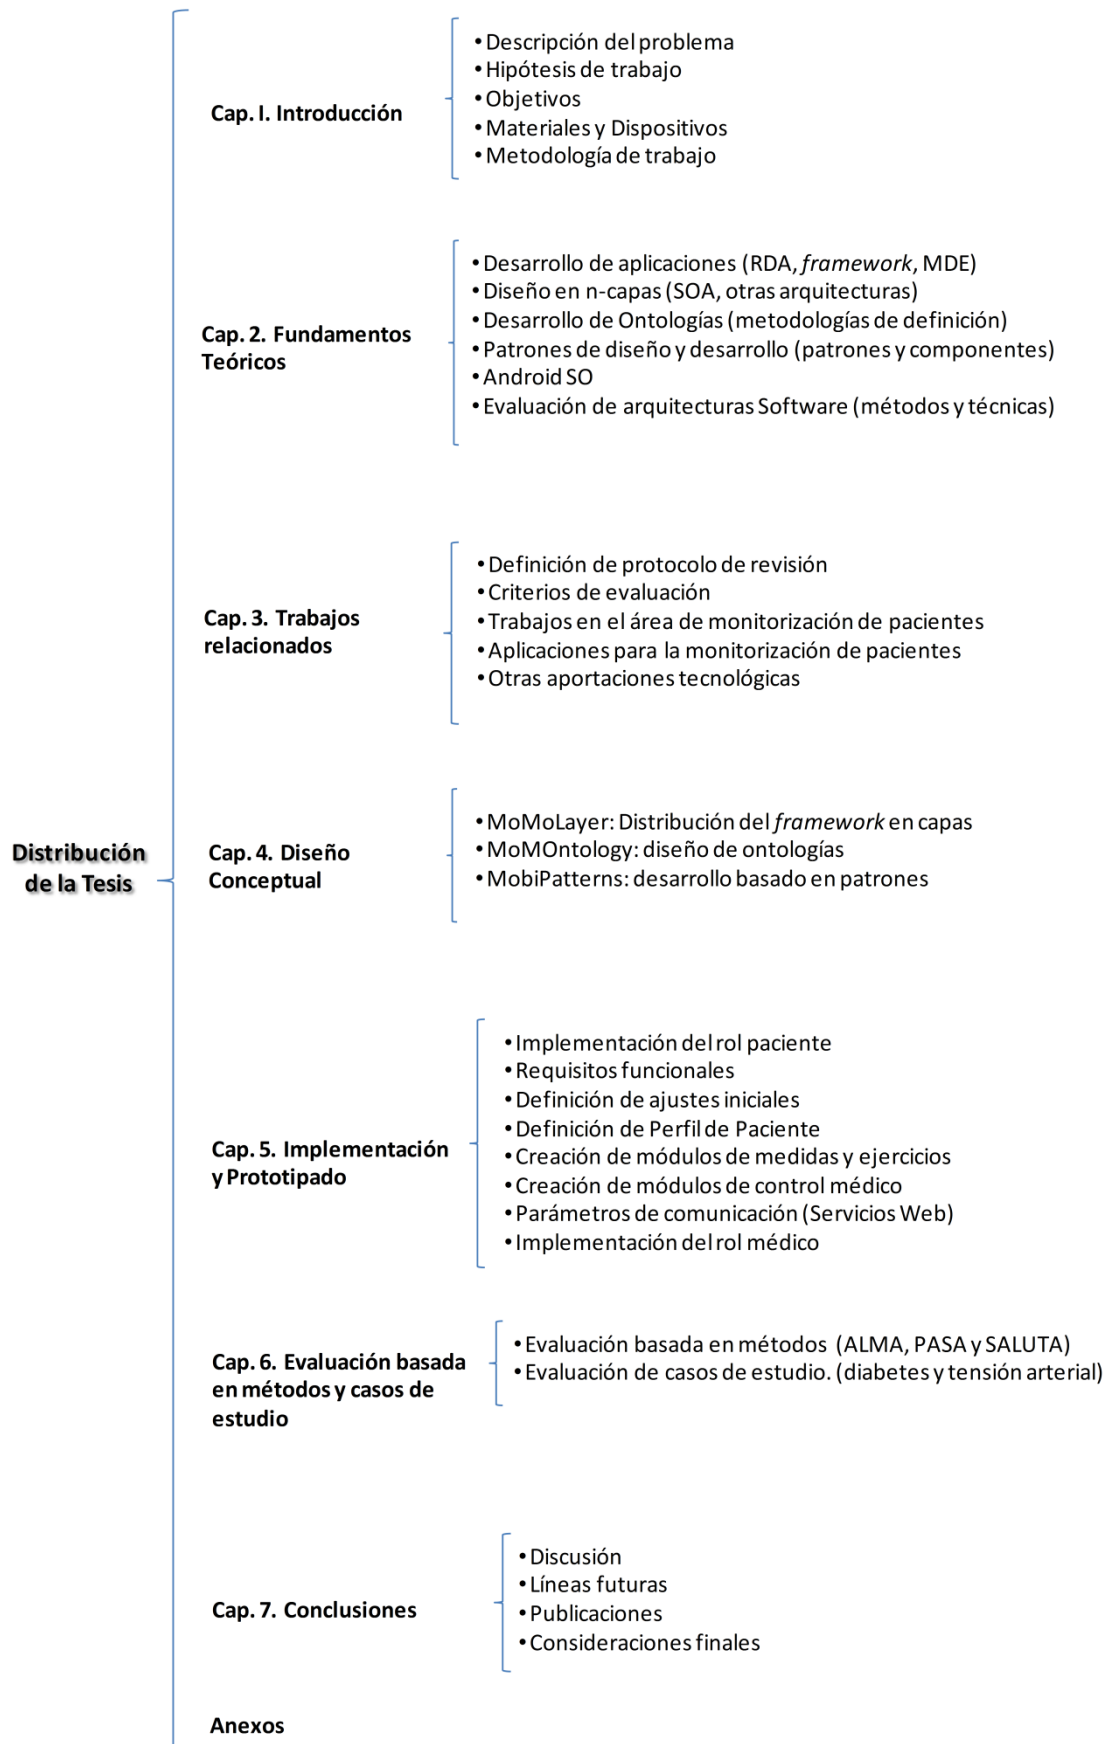 Distribución
de la Tesis
Cap. I. Introducción
• Descripción del problema
• Hipótesis de trabajo
• Objetivos
• Materiales y Dispositivos
• Metodología de trabajo
Cap. 2. Fundamentos
Teóricos
• Desarrollo de aplicaciones (RDA, framework, MDE)
• Diseño en n-capas (SOA, otras arquitecturas)
• Desarrollo de Ontologías (metodologías de definición)
• Patrones de diseño y desarrollo (patrones y componentes)
• Android SO
• Evaluación de arquitecturas Software (métodos y técnicas)
Cap. 3. Trabajos
relacionados
• Definición de protocolo de revisión
• Criterios de evaluación
• Trabajos en el área de monitorización de pacientes
• Aplicaciones para la monitorización de pacientes
• Otras aportaciones tecnológicas
Cap. 4. Diseño
Conceptual
• MoMoLayer: Distribución del framework en capas
• MoMOntology: diseño de ontologías
• MobiPatterns: desarrollo basado en patrones
Cap. 5. Implementación
y Prototipado
• Implementación del rol paciente
• Requisitos funcionales
• Definición de ajustes iniciales
• Definición de Perfil de Paciente
• Creación de módulos de medidas y ejercicios
• Creación de módulos de control médico
• Parámetros de comunicación (Servicios Web)
• Implementación del rol médico
Cap. 6. Evaluación basada
en métodos y casos de
estudio
• Evaluación basada en métodos (ALMA, PASA y SALUTA)
• Evaluación de casos de estudio. (diabetes y tensión arterial)
Cap. 7. Conclusiones
• Discusión
• Líneas futuras
• Publicaciones
• Consideraciones finales
Anexos